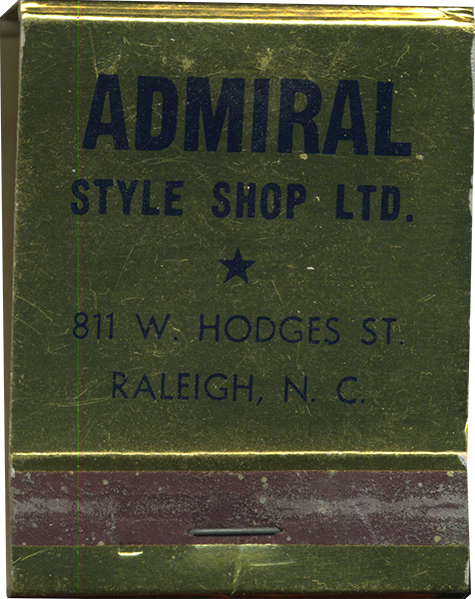 ADMIRAL
STYLE SHOP LTD.
811 W. HODGES ST.
RALEIGH, N. C.